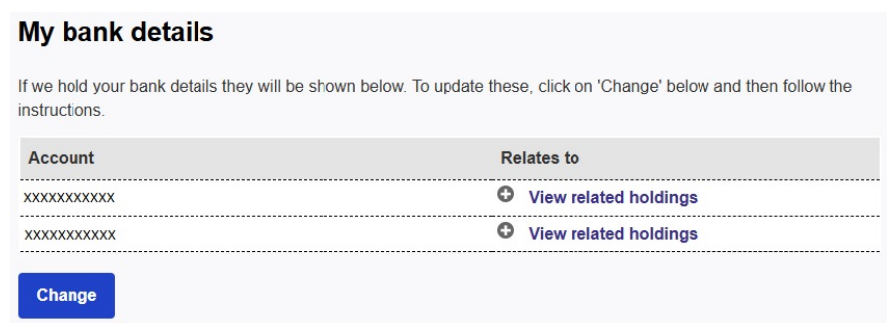 My bank details
If we hold your bank details they will be shown below. To update these, click on 'Change' below and then follow the
instructions.
Account Relates to
xxxxxxxxxxx View related holdings
xxxxxxxxxxx View related holdings
Change